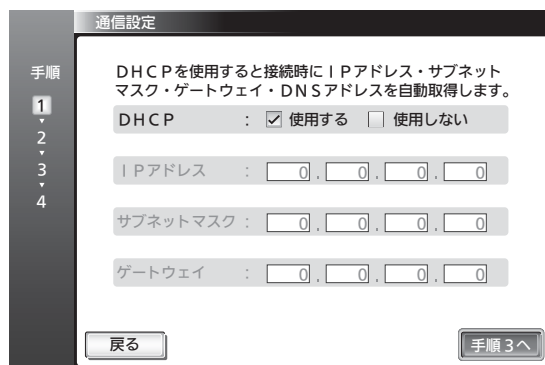 通信設定
手順
1
2
3
4
DHCPを使用すると接続時にIPアドレス・サブネット
マスク・ゲートウェイ・DNSアドレスを自動取得します。
DHCP : 使用する 使用しない
IPアドレス : 0 . 0 . 0 . 0
サブネットマスク : 0 . 0 . 0 . 0
ゲートウェイ : 0 . 0 . 0 . 0
戻る 手順3へ